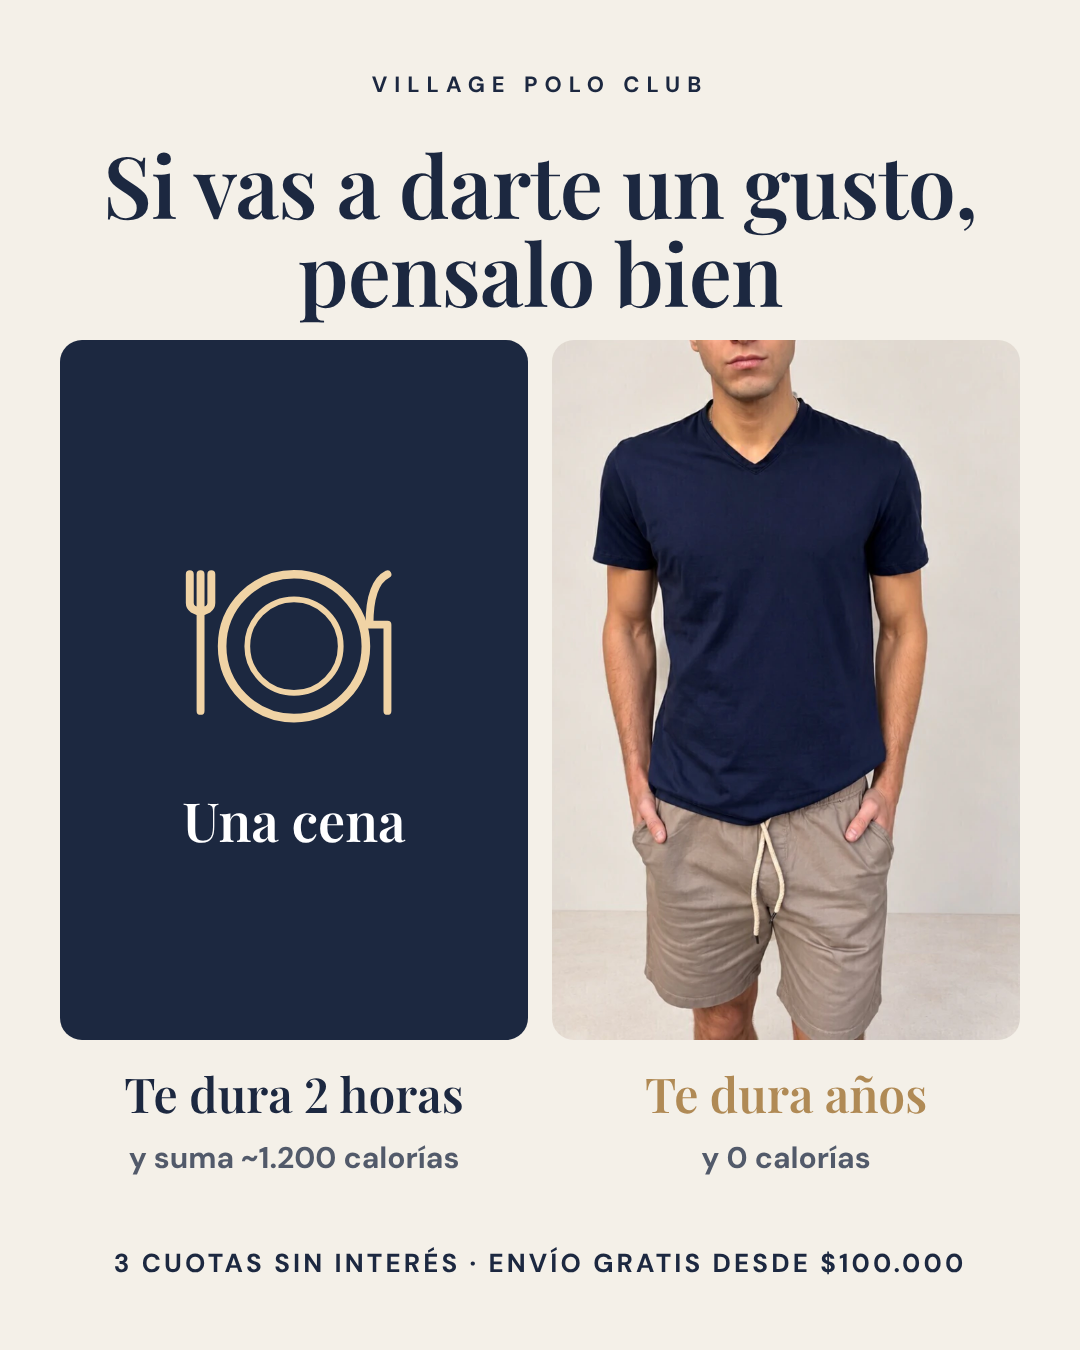 VILLAGE POLO CLUB
Si vas a darte un gusto,
pensalo bien
Una cena
Te dura 2 horas
y suma ~1.200 calorías
Te dura años
y 0 calorías
3 CUOTAS SIN INTERÉS · ENVÍO GRATIS DESDE $100.000